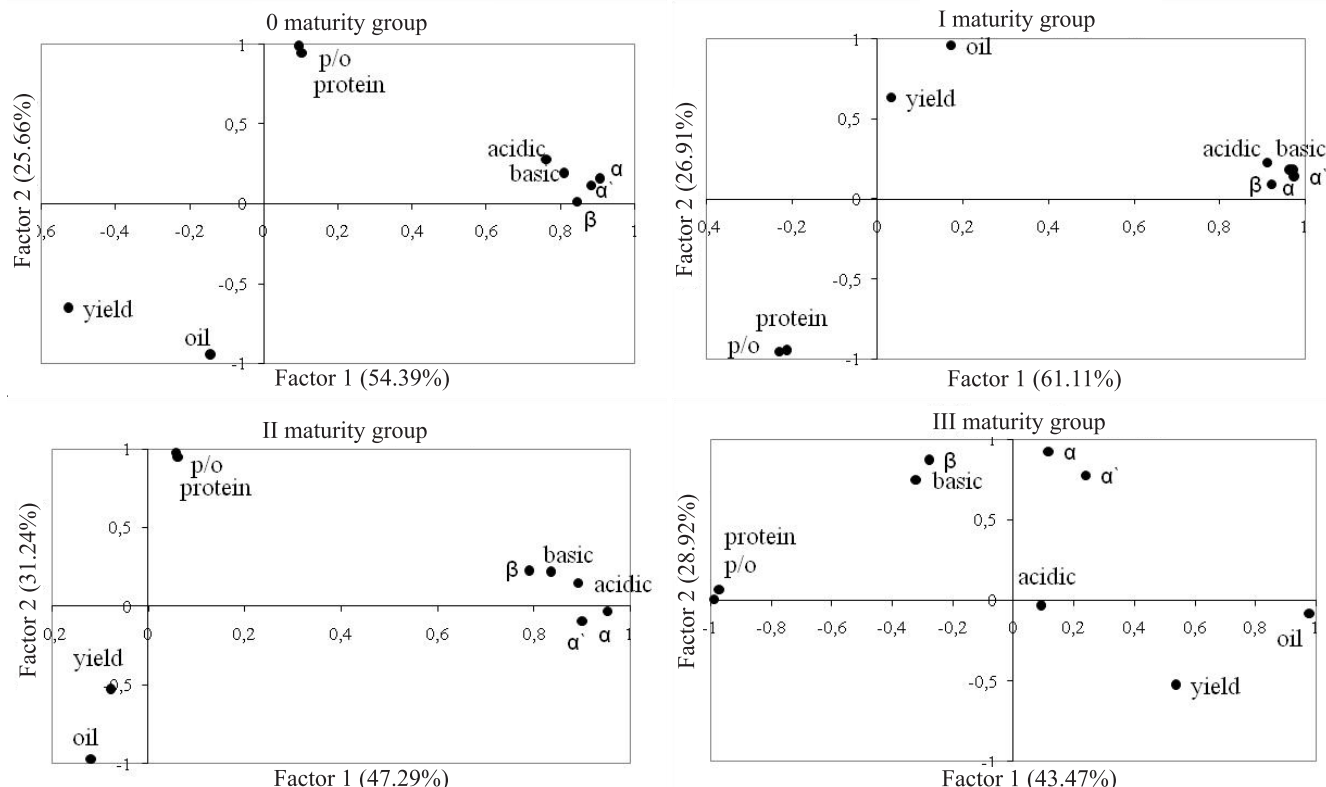 0 maturity group
1
p/o
protein
0,5
acidic
basic
α
α`
β
0
0,6
-0,4
-0,2
0
0,2
0,4
0,6
0,8
1
-0,5
yield
oil
-1
Factor 2 (25.66%)
Factor 1 (54.39%)
I maturity group
1
oil
yield
0,5
acidic
basic
β
α
α`
0
0,4
-0,2
0
0,2
0,4
0,6
0,8
1
-0,5
protein
p/o
-1
Factor 2 (26.91%)
Factor 1 (61.11%)
II maturity group
1
p/o
protein
0,5
β
basic
acidic
α`
α
0
0,2
0
0,2
0,4
0,6
0,8
1
yield
-0,5
oil
-1
Factor 2 (31.24%)
Factor 1 (47.29%)
III maturity group
1
α
α`
β
basic
0,5
protein
p/o
acidic
0
-1
-0,8
-0,6
-0,4
-0,2
0
0,2
0,4
0,6
0,8
1
oil
-0,5
yield
-1
Factor 2 (28.92%)
Factor 1 (43.47%)